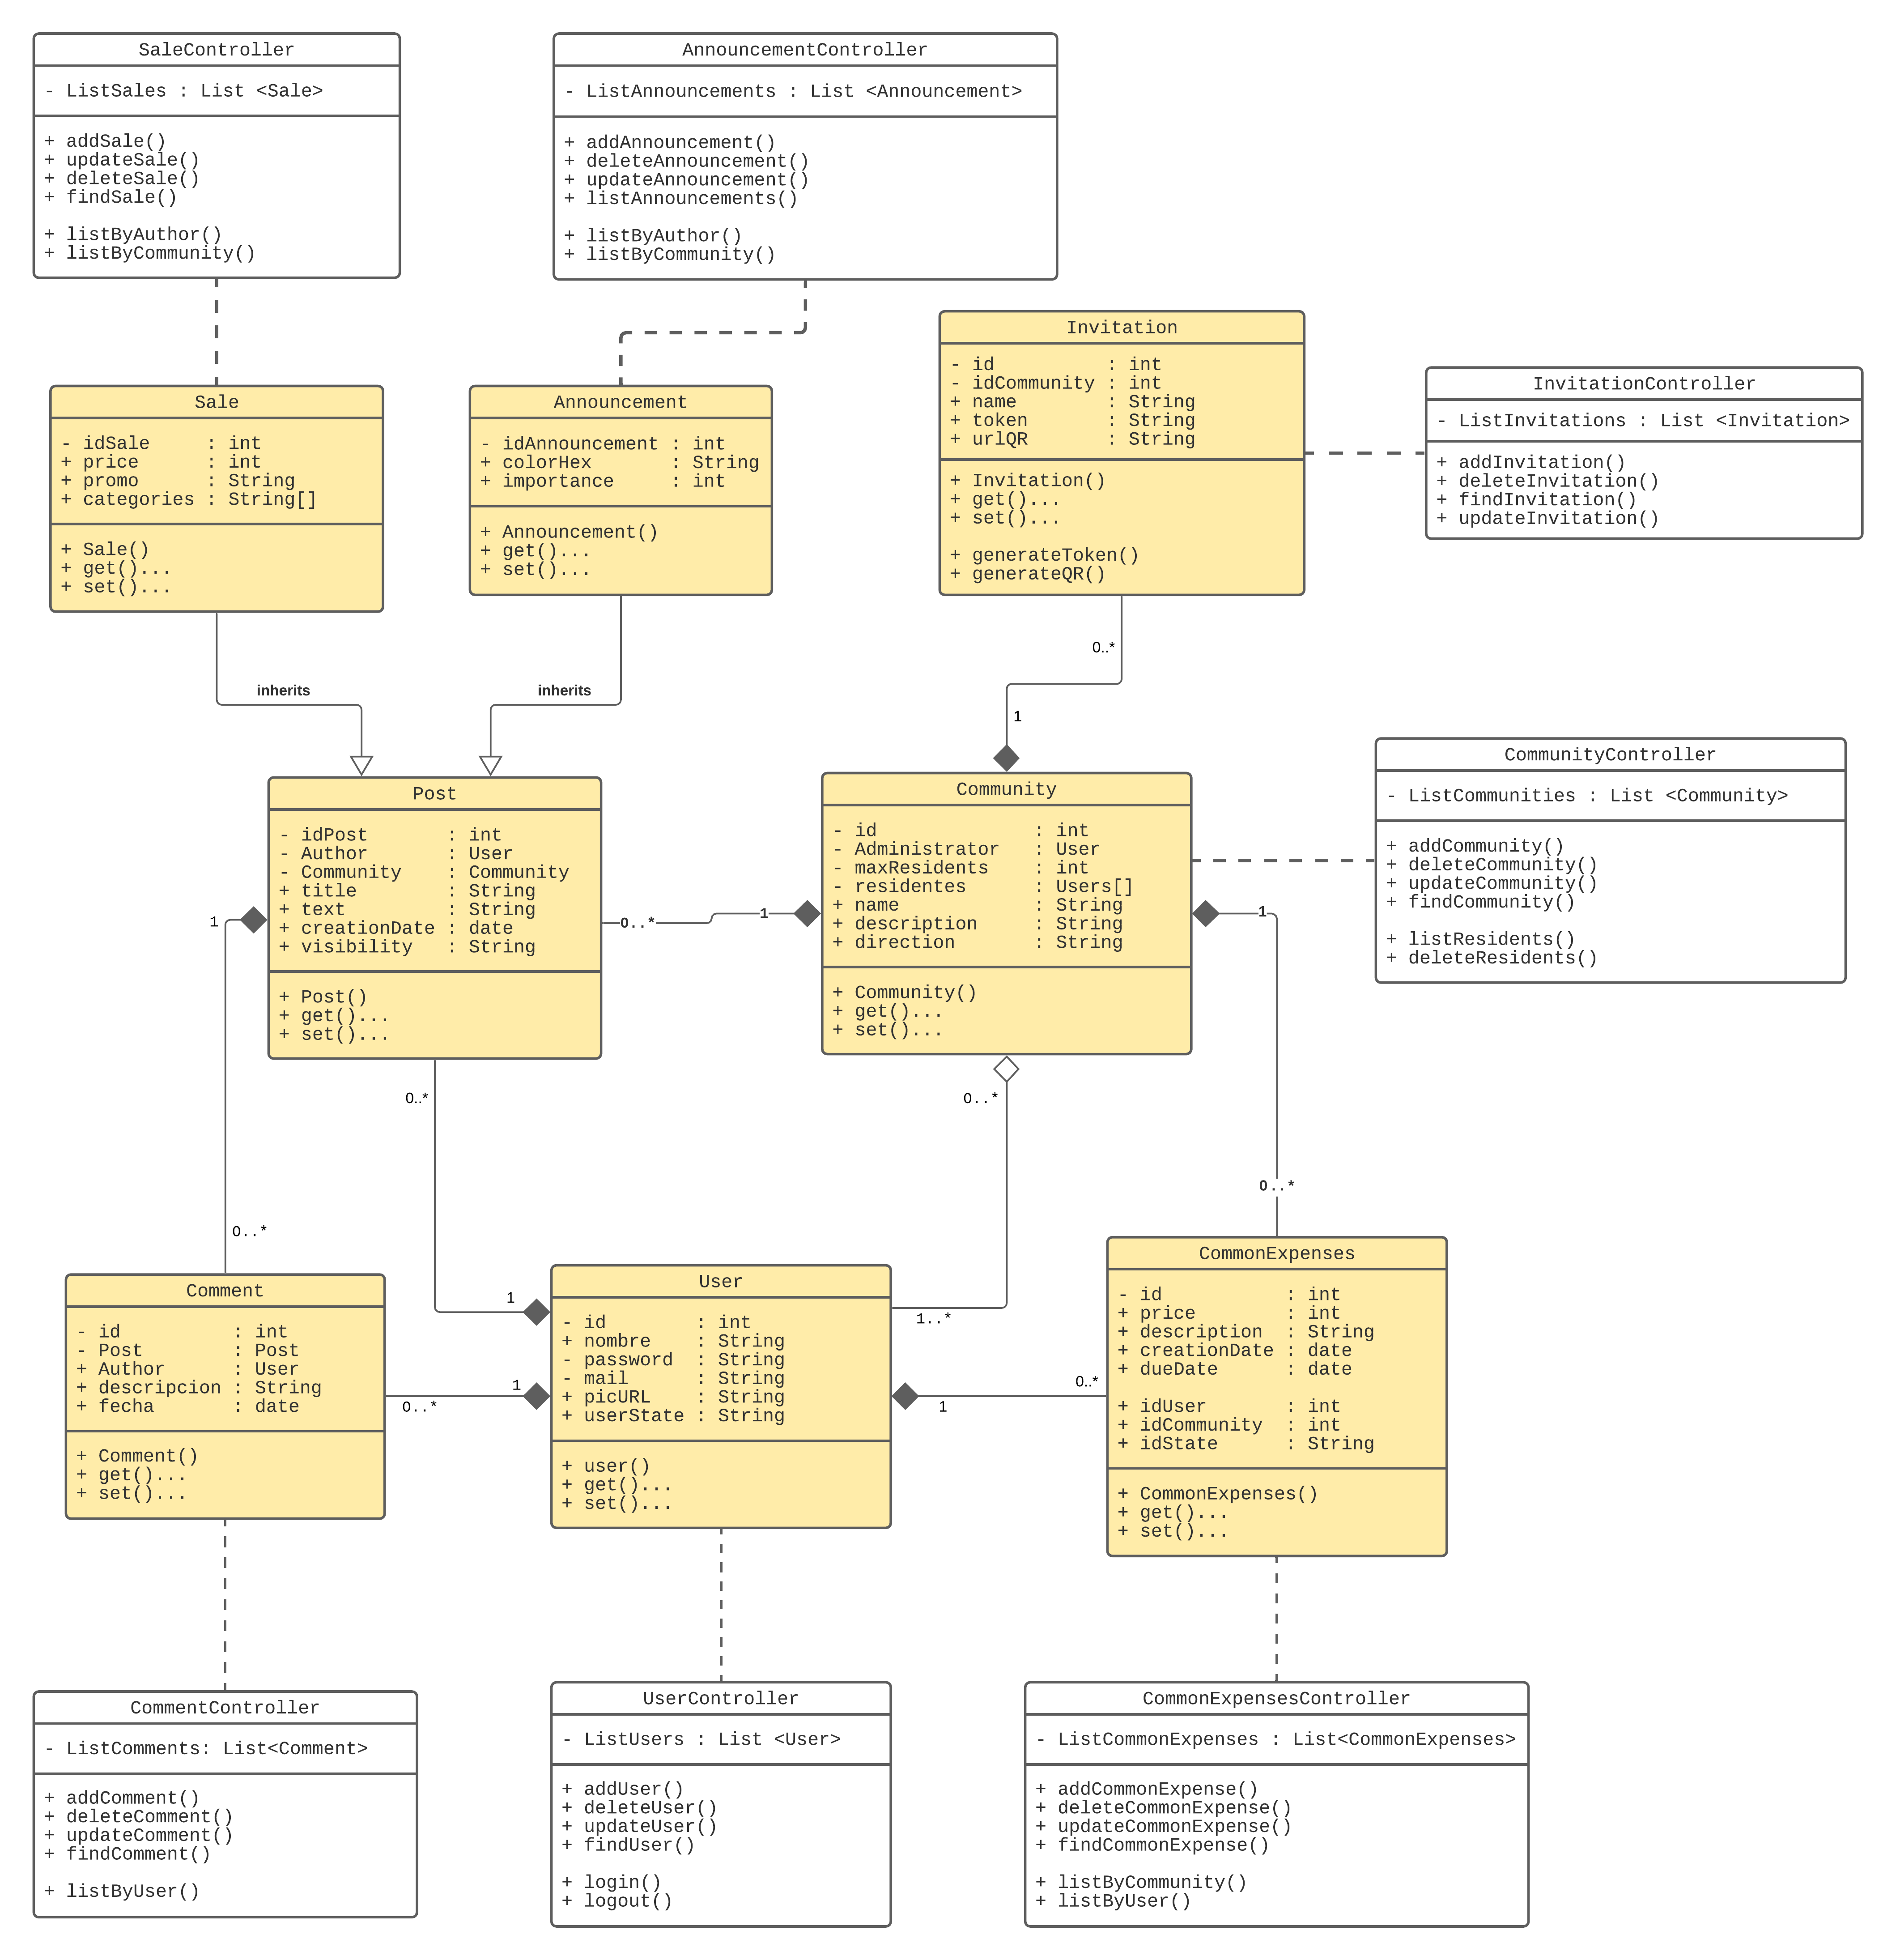 SaleController
- ListSales : List <Sale>
+ addSale()
+ updateSale()
+ deleteSale()
+ findSale()
+ listByAuthor()
+ listByCommunity()
AnnouncementController
- ListAnnouncements : List <Announcement>
+ addAnnouncement()
+ deleteAnnouncement()
+ updateAnnouncement()
+ listAnnouncements()
+ listByAuthor()
+ listByCommunity()
Invitation
- id : int
- idCommunity : int
+ name : String
+ token : String
+ urlQR : String
+ Invitation()
+ get()...
+ set()...
+ generateToken()
+ generateQR()
InvitationController
- ListInvitations : List <Invitation>
+ addInvitation()
+ deleteInvitation()
+ findInvitation()
+ updateInvitation()
Sale
- idSale : int
+ price : int
+ promo : String
+ categories : String[]
+ Sale()
+ get()...
+ set()...
Announcement
- idAnnouncement : int
+ colorHex : String
+ importance : int
+ Announcement()
+ get()...
+ set()...
0..*
inherits
inherits
1
Post
- idPost : int
- Author : User
- Community : Community
+ title : String
+ text : String
+ creationDate : date
+ visibility : String
+ Post()
+ get()...
+ set()...
1
0..*
1
Community
- id : int
- Administrator : User
- maxResidents : int
- residentes : Users[]
+ name : String
+ description : String
+ direction : String
+ Community()
+ get()...
+ set()...
1
CommunityController
- ListCommunities : List <Community>
+ addCommunity()
+ deleteCommunity()
+ updateCommunity()
+ findCommunity()
+ listResidents()
+ deleteResidents()
0..*
0..*
0..*
0..*
Comment
- id : int
- Post : Post
+ Author : User
+ descripcion : String
+ fecha : date
+ Comment()
+ get()...
+ set()...
1
1
0..*
User
- id : int
+ nombre : String
- password : String
- mail : String
+ picURL : String
+ userState : String
+ user()
+ get()...
+ set()...
1..*
0..*
1
CommonExpenses
- id : int
+ price : int
+ description : String
+ creationDate : date
+ dueDate : date
+ idUser : int
+ idCommunity : int
+ idState : String
+ CommonExpenses()
+ get()...
+ set()...
CommentController
- ListComments: List<Comment>
+ addComment()
+ deleteComment()
+ updateComment()
+ findComment()
+ listByUser()
UserController
- ListUsers : List <User>
+ addUser()
+ deleteUser()
+ updateUser()
+ findUser()
+ login()
+ logout()
CommonExpensesController
- ListCommonExpenses : List<CommonExpenses>
+ addCommonExpense()
+ deleteCommonExpense()
+ updateCommonExpense()
+ findCommonExpense()
+ listByCommunity()
+ listByUser()